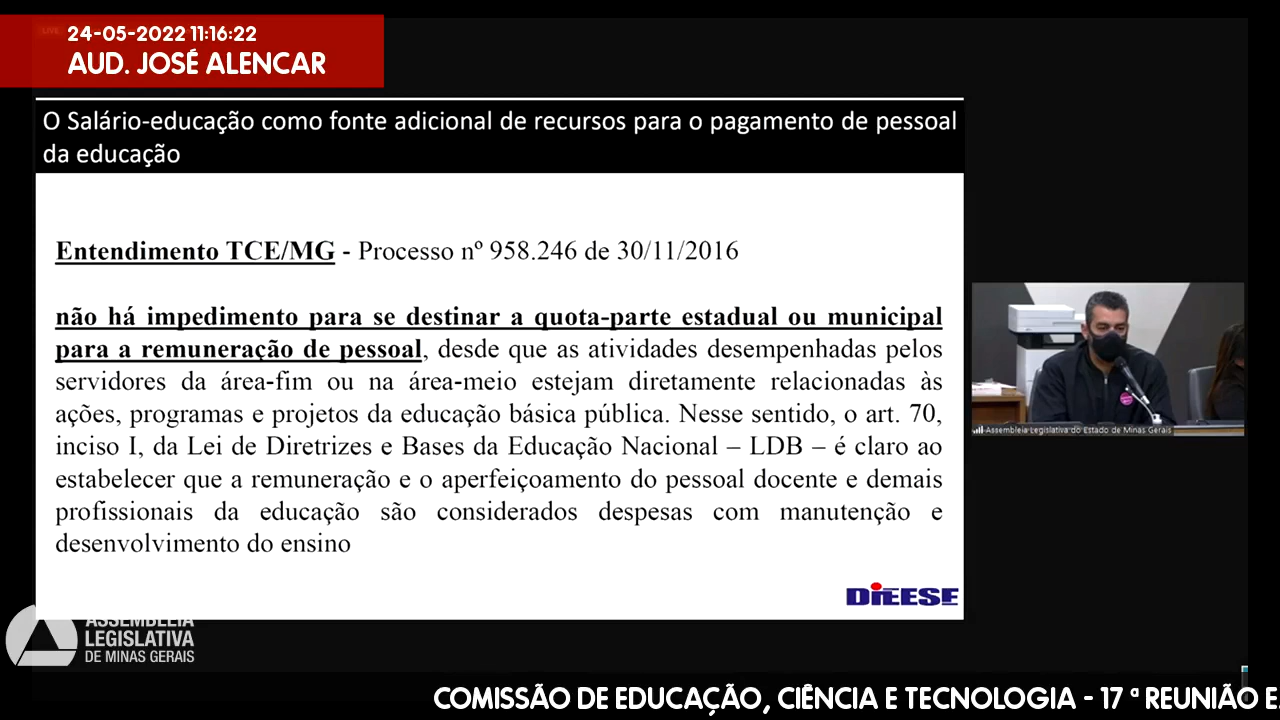 LIVE
24-05-2022 11:16:22
AUD. JOSÉ ALENCAR
O Salário-educação como fonte adicional de recursos para o pagamento de pessoal
da educação
Entendimento TCE/MG - Processo nº 958.246 de 30/11/2016
não há impedimento para se destinar a quota-parte estadual ou municipal
para a remuneração de pessoal, desde que as atividades desempenhadas pelos
servidores da área-fim ou na área-meio estejam diretamente relacionadas às
ações, programas e projetos da educação básica pública. Nesse sentido, o art. 70,
inciso I, da Lei de Diretrizes e Bases da Educação Nacional – LDB – é claro ao
estabelecer que a remuneração e o aperfeiçoamento do pessoal docente e demais
profissionais da educação são considerados despesas com manutenção e
desenvolvimento do ensino
DIEESE
Assembleia Legislativa do Estado de Minas Gerais
ASSEMBLEIA
LEGISLATIVA
DE MINAS GERAIS
COMISSÃO DE EDUCAÇÃO, CIÊNCIA E TECNOLOGIA - 17 ª REUNIÃO E